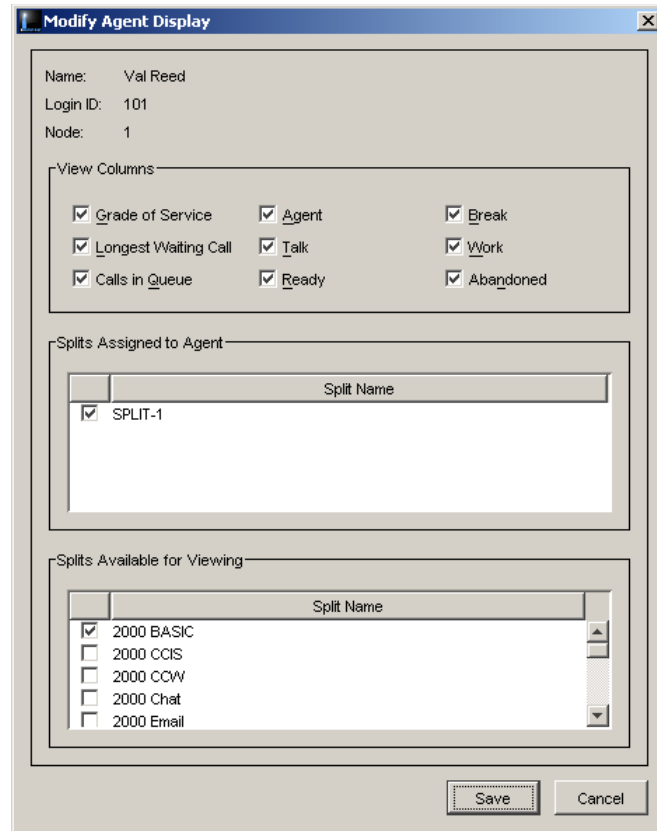 Modify Agent Display
Name: Val Reed
Login ID: 101
Node: 1
View Columns
Grade of Service Agent Break
Longest Waiting Call Talk Work
Calls in Queue Ready Abandoned
Splits Assigned to Agent
Split Name
SPLIT-1
Splits Available for Viewing
Split Name
2000 BASIC
2000 CCIS
2000 CCW
2000 Chat
2000 Email
Save Cancel